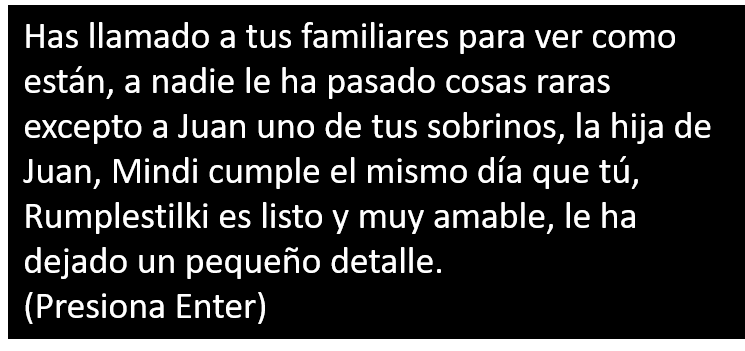 Has llamado a tus familiares para ver como
están, a nadie le ha pasado cosas raras
excepto a Juan uno de tus sobrinos, la hija de
Juan, Mindi cumple el mismo día que tú,
Rumplestilki es listo y muy amable, le ha
dejado un pequeño detalle.
(Presiona Enter)